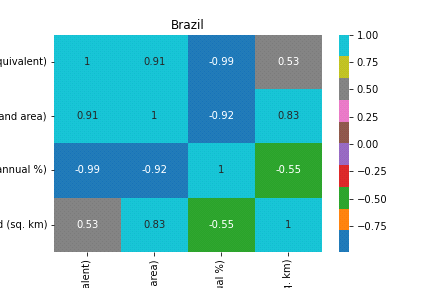 Brazil
quivalent) 1 0.91 -0.99 0.53
and area) 0.91 1 -0.92 0.83
annual %) -0.99 -0.92 1 -0.55
d (sq. km) 0.53 0.83 -0.55 1
alent) area) ual %) q. km)
1.00
0.75
0.50
0.25
0.00
−0.25
−0.50
−0.75